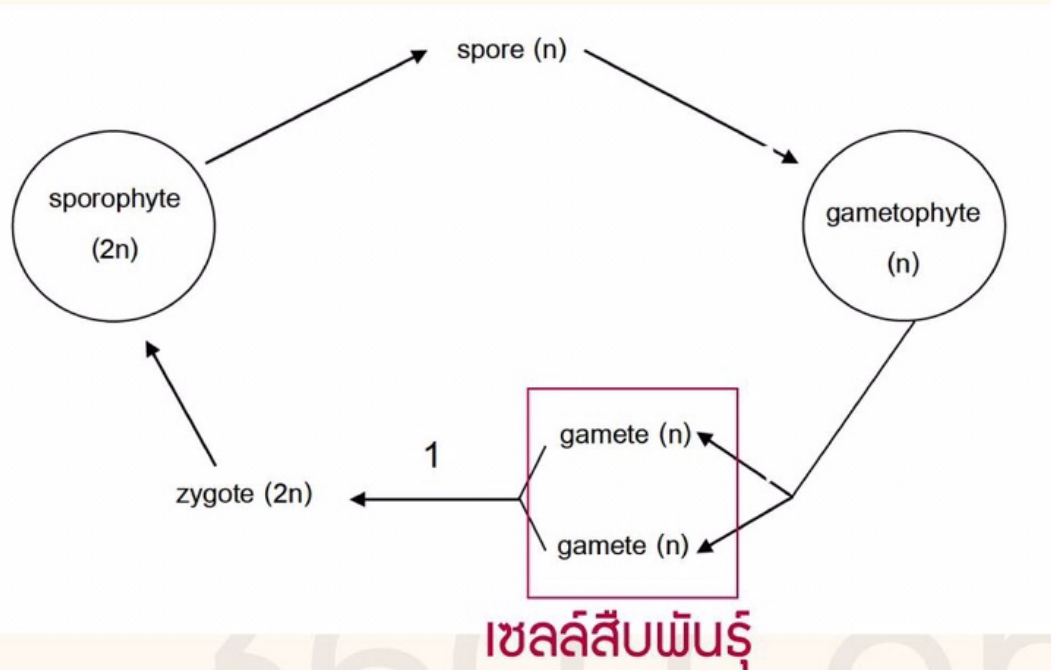 spore (n)
sporophyte
(2n)
gametophyte
(n)
gamete (n)
1
zygote (2n)
gamete (n)
เซลล์สืบพันธุ์